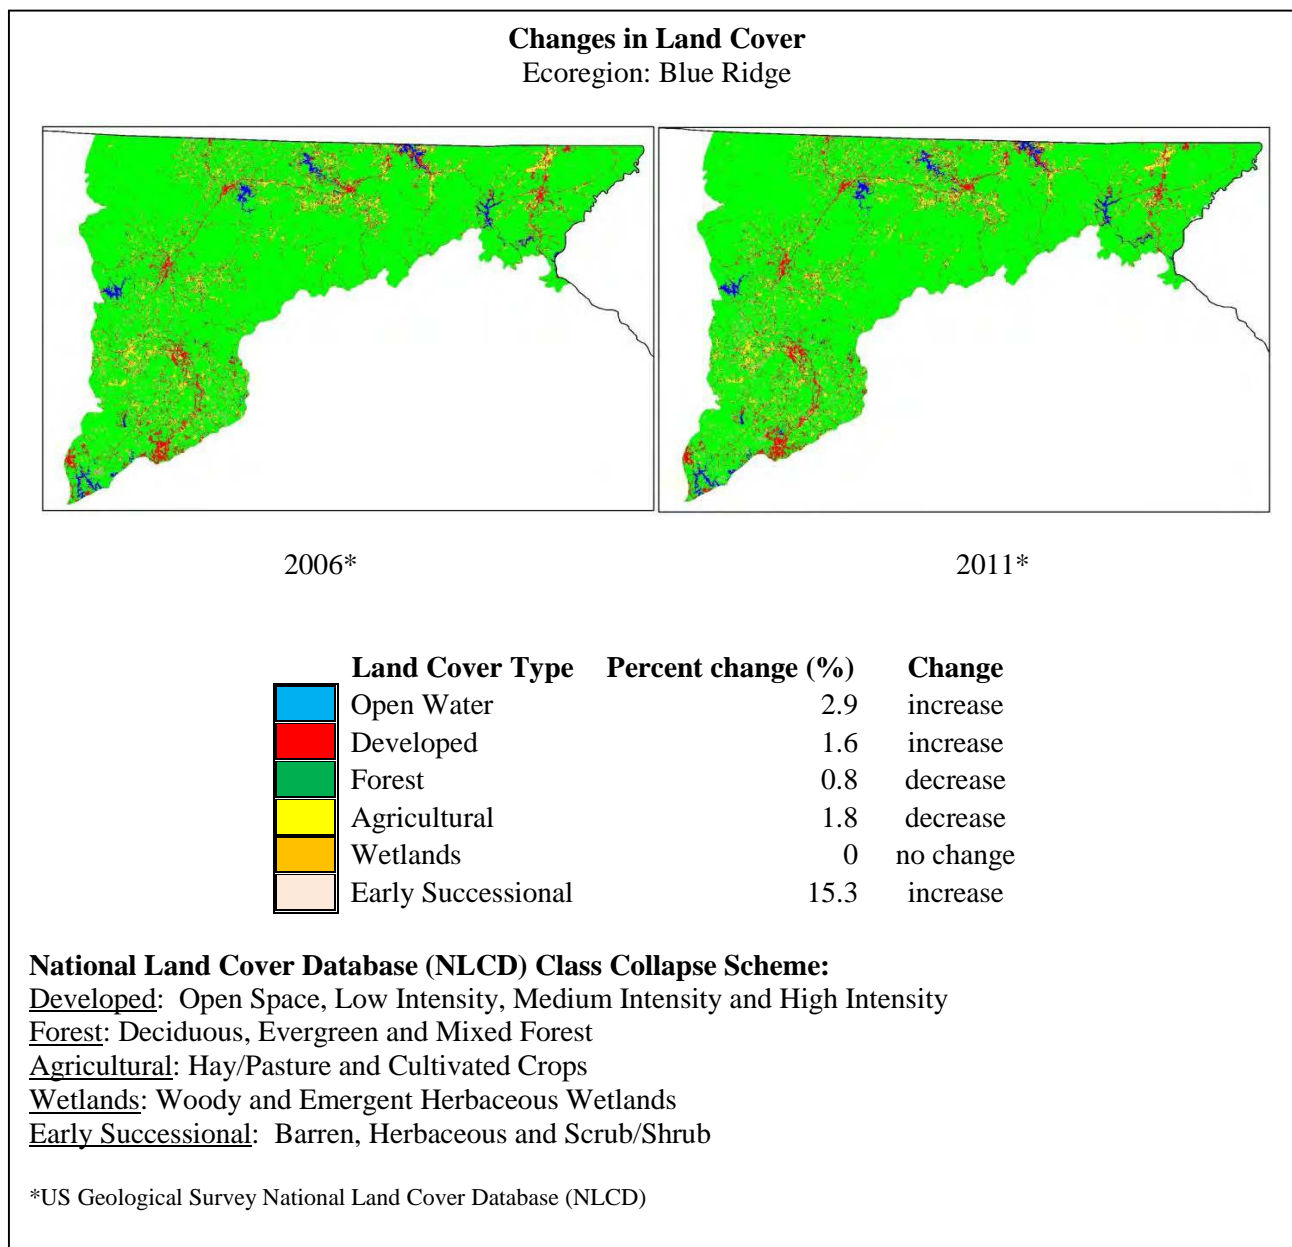 Changes in Land Cover
Ecoregion: Blue Ridge
2006* 2011*
Land Cover Type Percent change (%) Change
Open Water 2.9 increase
Developed 1.6 increase
Forest 0.8 decrease
Agricultural 1.8 decrease
Wetlands 0 no change
Early Successional 15.3 increase
National Land Cover Database (NLCD) Class Collapse Scheme:
Developed: Open Space, Low Intensity, Medium Intensity and High Intensity
Forest: Deciduous, Evergreen and Mixed Forest
Agricultural: Hay/Pasture and Cultivated Crops
Wetlands: Woody and Emergent Herbaceous Wetlands
Early Successional: Barren, Herbaceous and Scrub/Shrub
*US Geological Survey National Land Cover Database (NLCD)